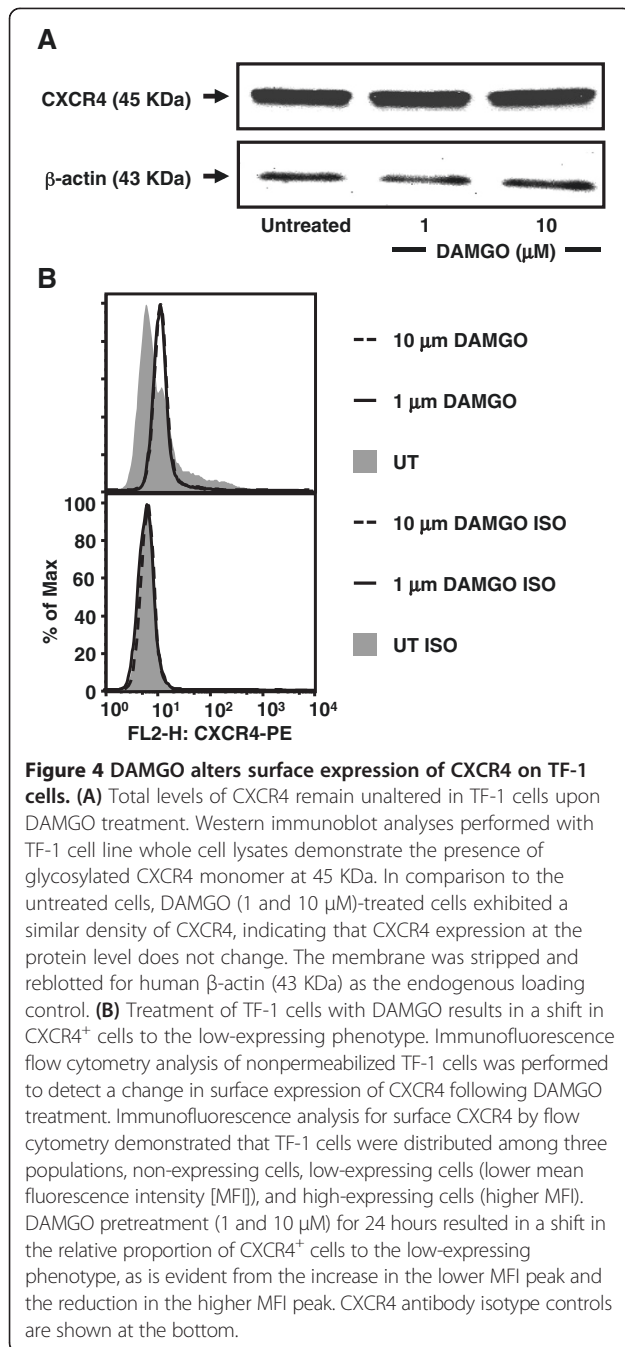 A
CXCR4 (45 KDa)
β-actin (43 KDa)
Untreated 1 10
DAMGO (μM)
B
10 μm DAMGO
1 μm DAMGO
UT
10 μm DAMGO ISO
1 μm DAMGO ISO
UT ISO
% of Max
100
80
60
40
20
0
10⁰ 10¹ 10² 10³ 10⁴
FL2-H: CXCR4-PE
Figure 4 DAMGO alters surface expression of CXCR4 on TF-1
cells. (A) Total levels of CXCR4 remain unaltered in TF-1 cells upon
DAMGO treatment. Western immunoblot analyses performed with
TF-1 cell line whole cell lysates demonstrate the presence of
glycosylated CXCR4 monomer at 45 KDa. In comparison to the
untreated cells, DAMGO (1 and 10 μM)-treated cells exhibited a
similar density of CXCR4, indicating that CXCR4 expression at the
protein level does not change. The membrane was stripped and
reblotted for human β-actin (43 KDa) as the endogenous loading
control. (B) Treatment of TF-1 cells with DAMGO results in a shift in
CXCR4⁺ cells to the low-expressing phenotype. Immunofluorescence
flow cytometry analysis of nonpermeabilized TF-1 cells was performed
to detect a change in surface expression of CXCR4 following DAMGO
treatment. Immunofluorescence analysis for surface CXCR4 by flow
cytometry demonstrated that TF-1 cells were distributed among three
populations, non-expressing cells, low-expressing cells (lower mean
fluorescence intensity [MFI]), and high-expressing cells (higher MFI).
DAMGO pretreatment (1 and 10 μM) for 24 hours resulted in a shift in
the relative proportion of CXCR4⁺ cells to the low-expressing
phenotype, as is evident from the increase in the lower MFI peak and
the reduction in the higher MFI peak. CXCR4 antibody isotype controls
are shown at the bottom.